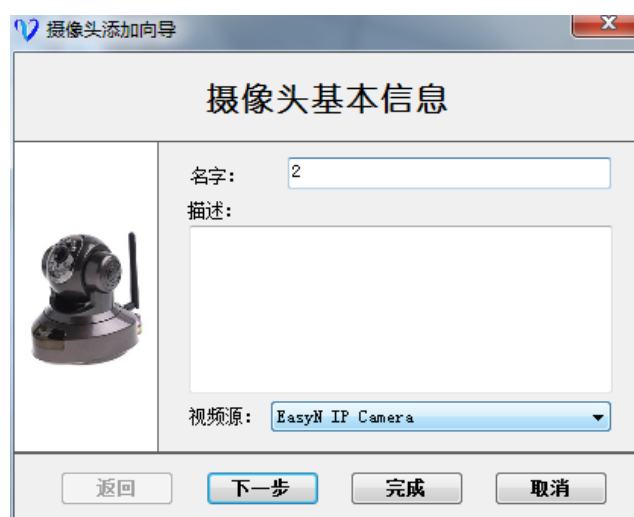 摄像头添加向导
摄像头基本信息
名字： 2
描述：
视频源： EasyN IP Camera
返回 下一步 完成 取消